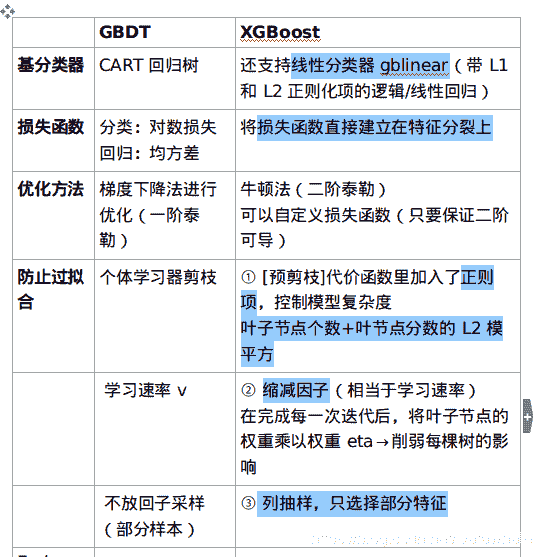 GBDT XGBoost
基分类器 CART 回归树 还支持线性分类器 gblinear（带 L1
和 L2 正则化项的逻辑/线性回归）
损失函数 分类：对数损失 将损失函数直接建立在特征分裂上
回归：均方差
优化方法 梯度下降法进行 牛顿法（二阶泰勒）
优化（一阶泰 可以自定义损失函数（只要保证二阶
勒） 可导）
防止过拟 个体学习器剪枝 ① [预剪枝]代价函数里加入了正则
合 项，控制模型复杂度
叶子节点个数+叶节点分数的 L2 模
平方
学习速率 v ② 缩减因子（相当于学习速率）
在完成每一次迭代后，将叶子节点的
权重乘以权重 eta→削弱每棵树的影
响
不放回子采样 ③ 列抽样，只选择部分特征
（部分样本）